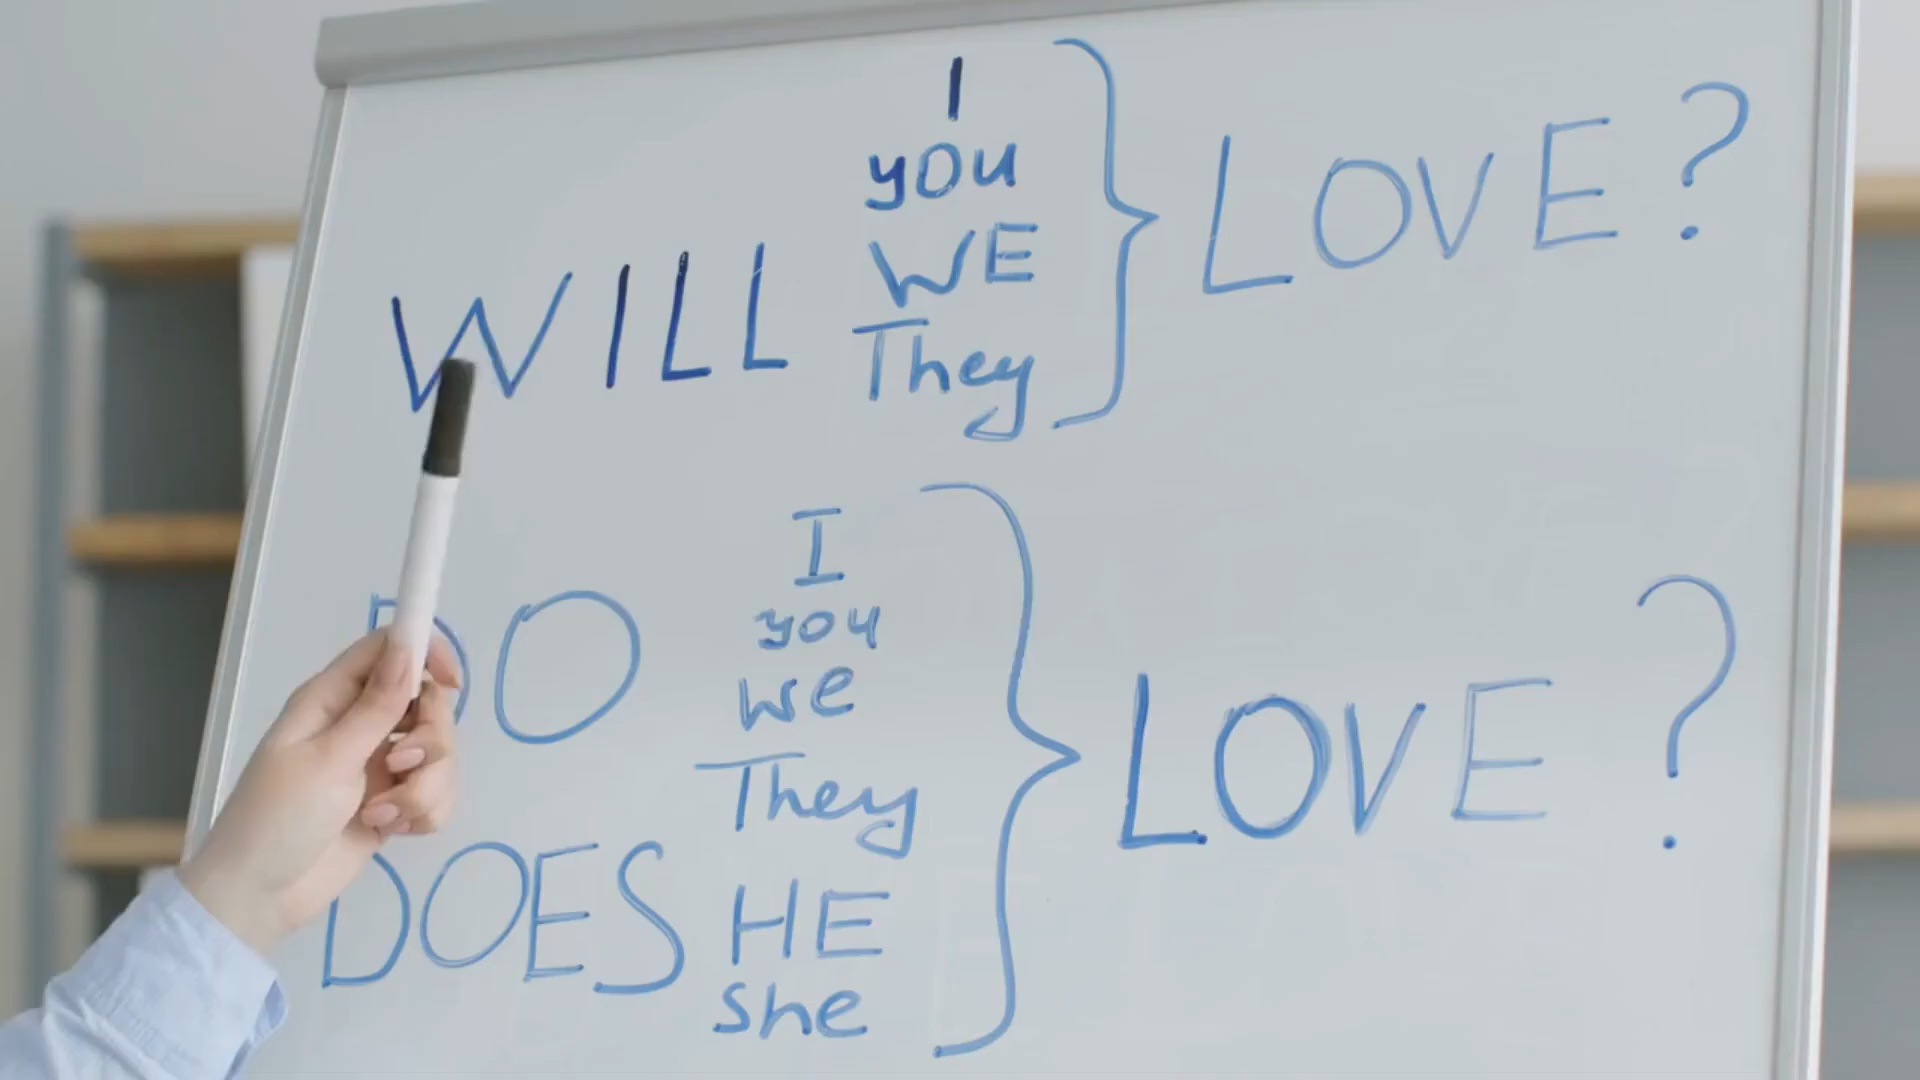 WILL
I
you
WE
They
LOVE ?
DO
I
you
we
They
DOES
HE
she
LOVE ?